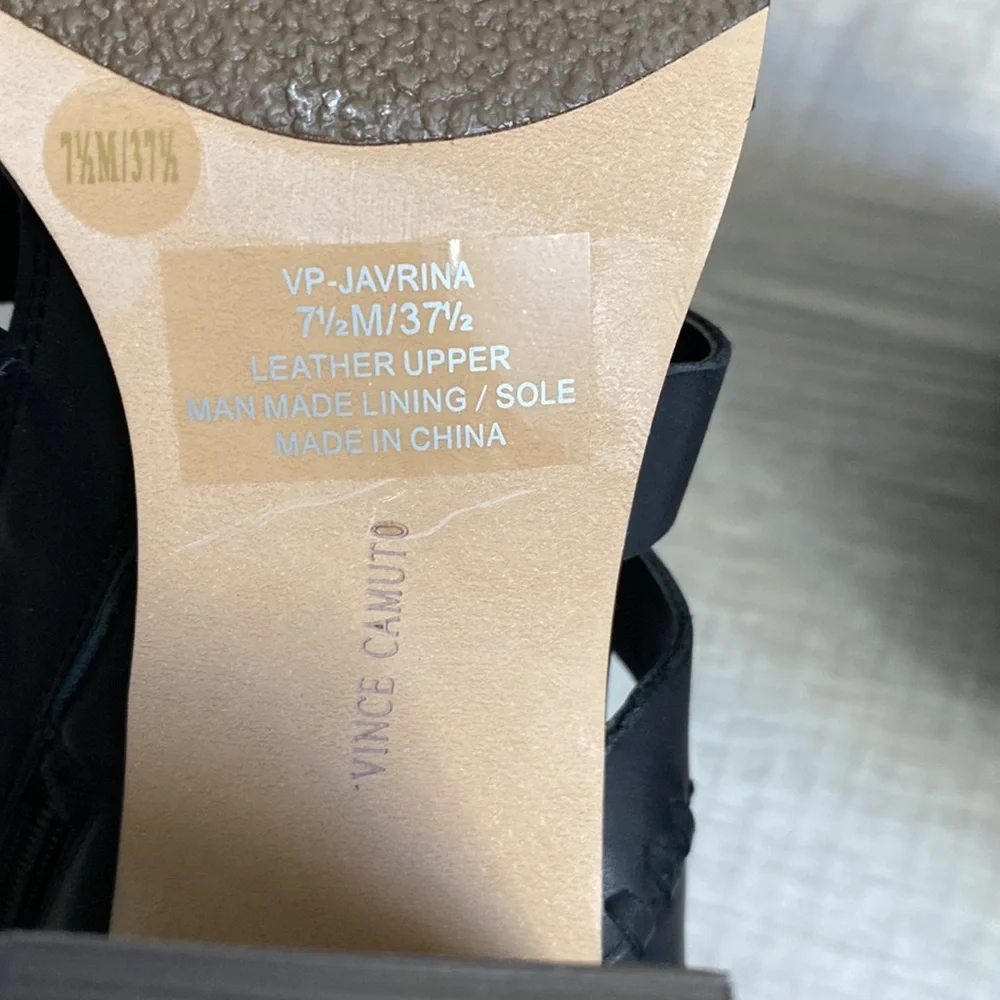 7½M/37½
VP-JAVRINA
7½M/37½
LEATHER UPPER
MAN MADE LINING / SOLE
MADE IN CHINA
VINCE CAMUTO